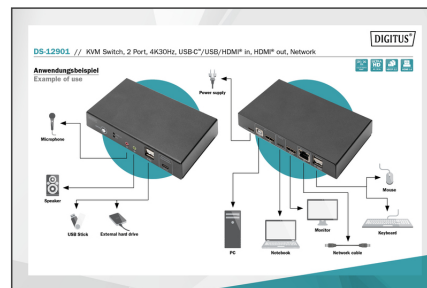 DIGITUS®
DS-12901 // KVM Switch, 2 Port, 4K30Hz, USB-C™/USB/HDMI® in, HDMI® out, Network
Anwendungsbeispiel
Example of use
Power supply
Microphone
Speaker
USB Stick
External hard drive
PC
Notebook
Monitor
Network cable
Mouse
Keyboard